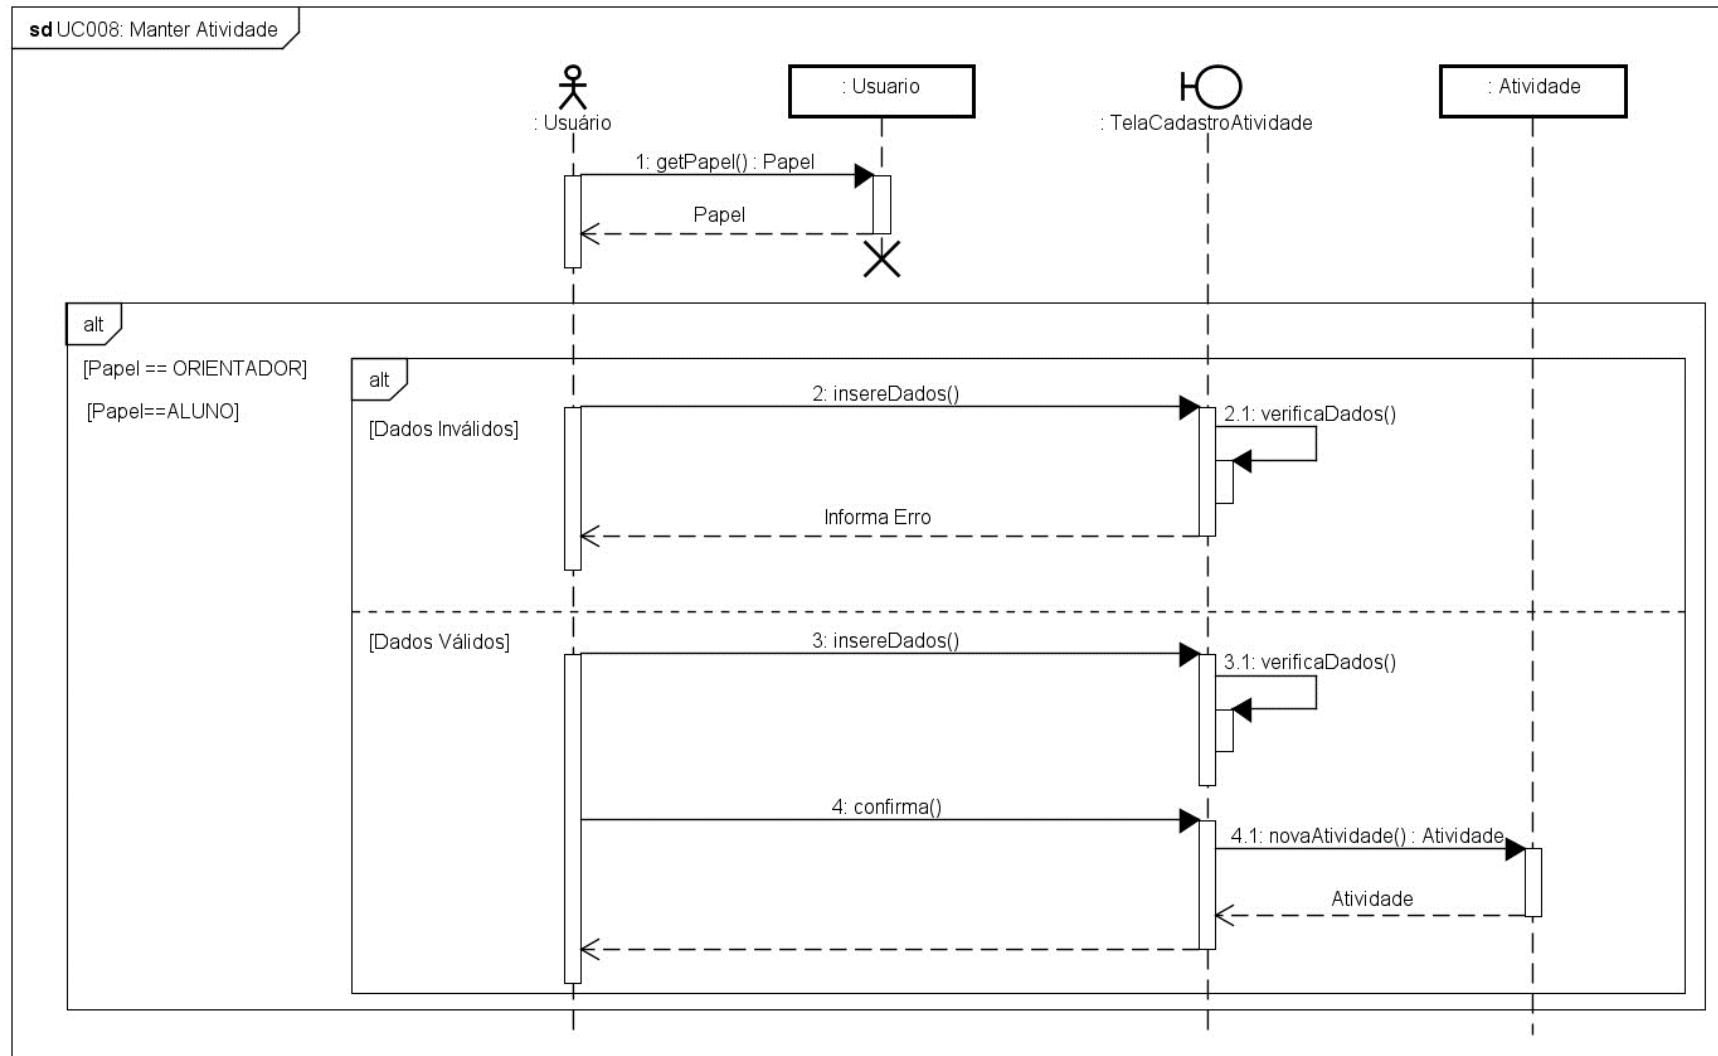 sd UC008: Manter Atividade
: Usuário
: Usuario
: TelaCadastroAtividade
: Atividade
1: getPapel() : Papel
Papel
alt
[Papel == ORIENTADOR]
[Papel==ALUNO]
alt
[Dados Inválidos]
2: insereDados()
2.1: verificaDados()
Informa Erro
[Dados Válidos]
3: insereDados()
3.1: verificaDados()
4: confirma()
4.1: novaAtividade() : Atividade
Atividade